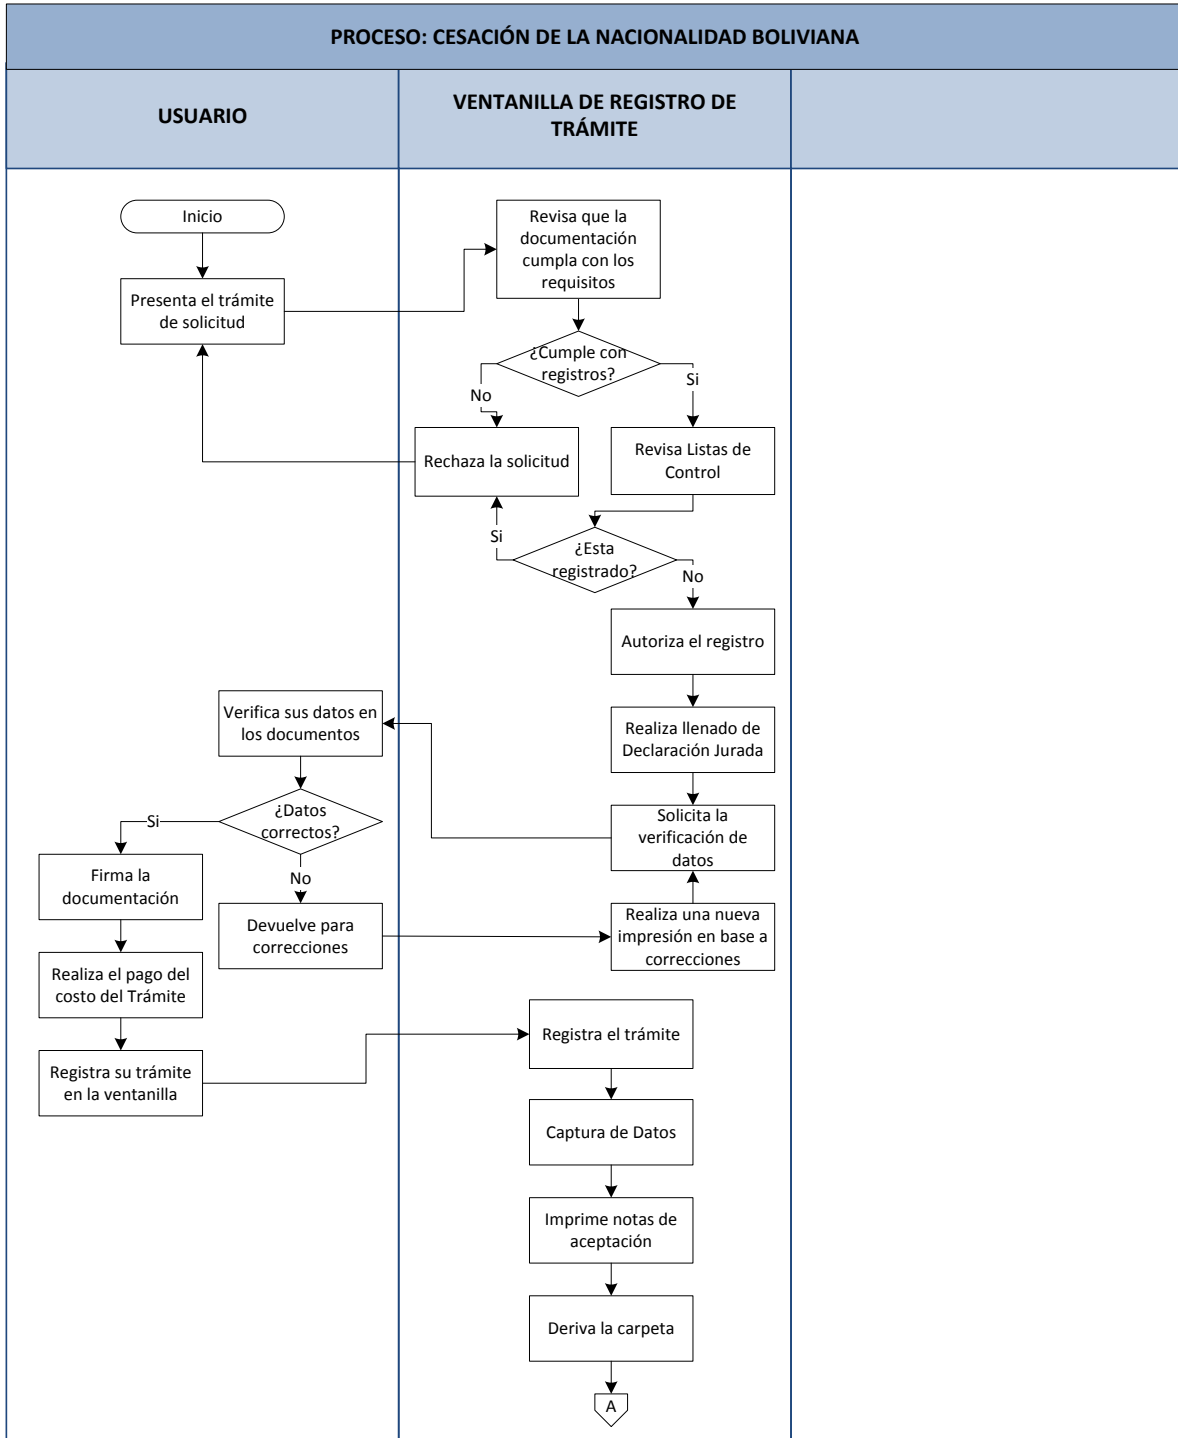 PROCESO: CESACIÓN DE LA NACIONALIDAD BOLIVIANA
USUARIO
VENTANILLA DE REGISTRO DE
TRÁMITE
Inicio
Presenta el trámite
de solicitud
Revisa que la
documentación
cumpla con los
requisitos
¿Cumple con
registros?
No
Si
Rechaza la solicitud
Revisa Listas de
Control
Si
¿Esta
registrado?
No
Autoriza el registro
Realiza llenado de
Declaración Jurada
Solicita la
verificación de
datos
Verifica sus datos en
los documentos
¿Datos
correctos?
Si
No
Firma la
documentación
Devuelve para
correcciones
Realiza una nueva
impresión en base a
correcciones
Realiza el pago del
costo del Trámite
Registra su trámite
en la ventanilla
Registra el trámite
Captura de Datos
Imprime notas de
aceptación
Deriva la carpeta
A